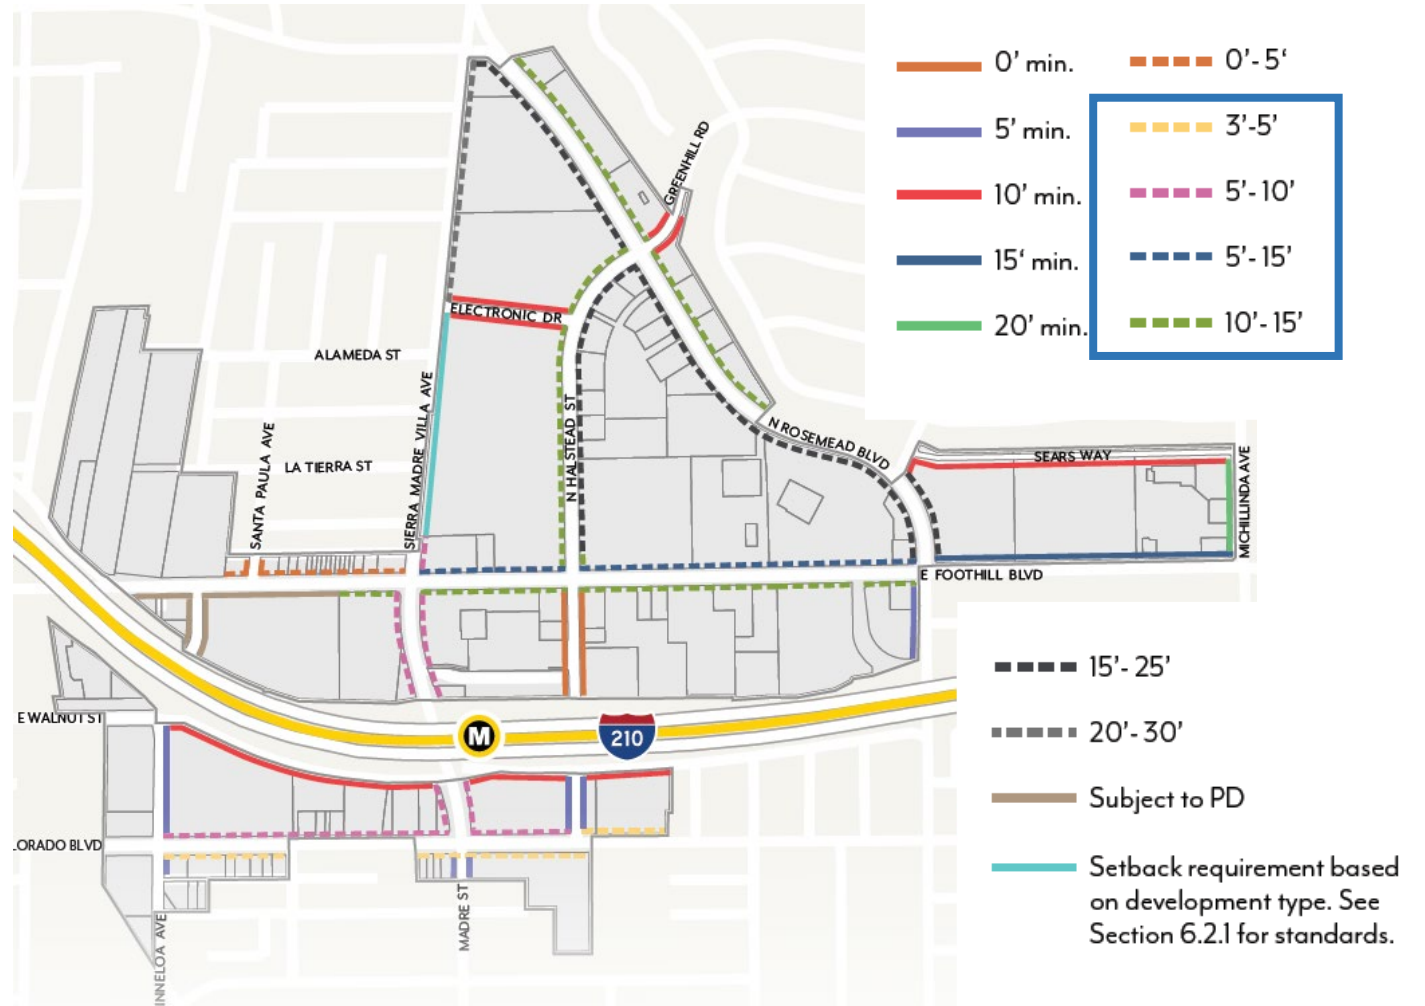 0' min.
0'-5'
5' min.
3'-5'
10' min.
5'-10'
15' min.
5'-15'
20' min.
10'-15'
GREENHILL RD
ELECTRONIC DR
ALAMEDA ST
SIERRA MADRE VILLA AVE
N HALSTEAD ST
N ROSEMEAD BLVD
LA TIERRA ST
SANTA PAULA AVE
SEARS WAY
MICHILLINDA AVE
E FOOTHILL BLVD
15'-25'
20'-30'
Subject to PD
Setback requirement based
on development type. See
Section 6.2.1 for standards.
E WALNUT ST
M
210
LORADO BLVD
MADRE ST
INNELOA AVE